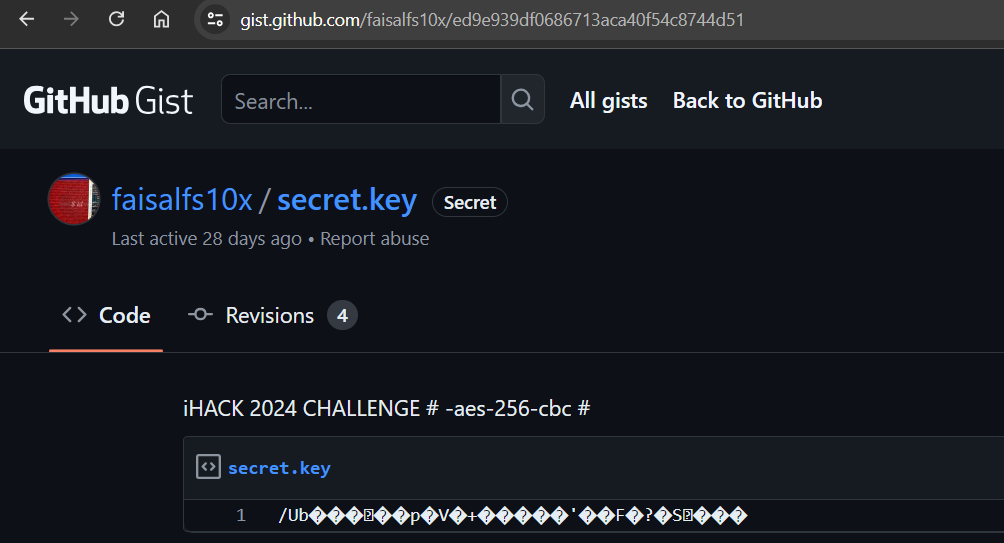 gist.github.com/faisalfs10x/ed9e939df0686713aca40f54c8744d51
GitHub Gist Search... All gists Back to GitHub
faisalfs10x / secret.key Secret
Last active 28 days ago • Report abuse
<> Code Revisions 4
iHACK 2024 CHALLENGE # -aes-256-cbc #
secret.key
1 /Ub���␦��p�V�+�����'��F�?�S␦���